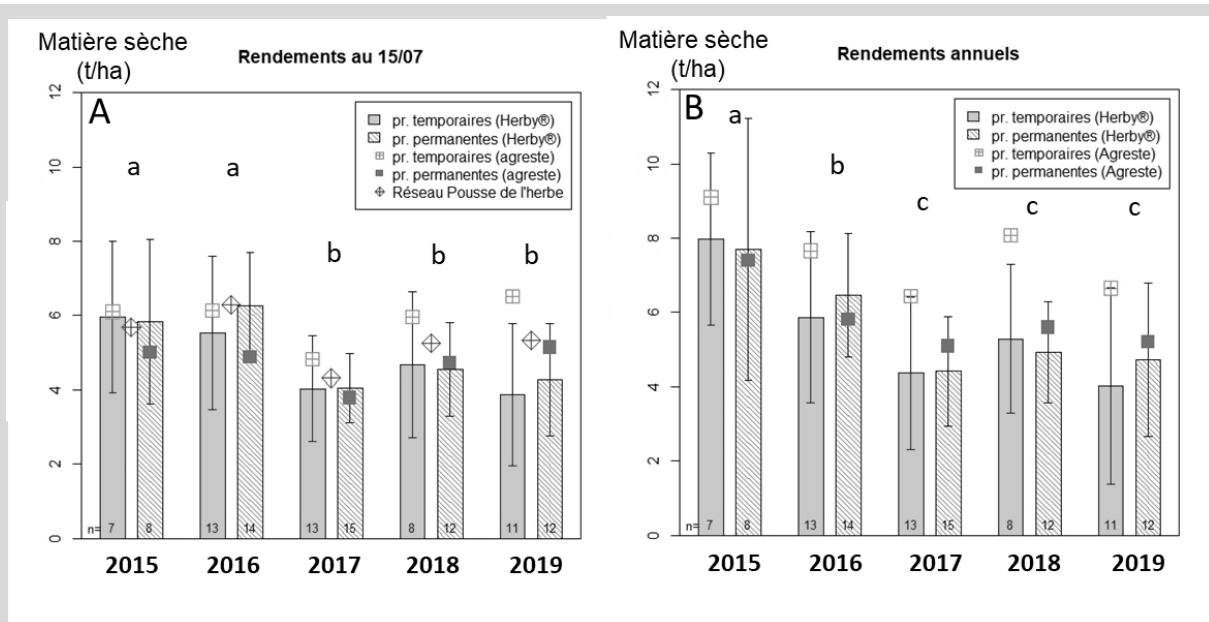 Matière sèche
(t/ha)
Rendements au 15/07
12
10
8
6
4
2
0
A
pr. temporaires (Herby®)
pr. permanentes (Herby®)
pr. temporaires (agreste)
pr. permanentes (agreste)
Réseau Pousse de l'herbe
a
a
b
b
b
n= 7 8 13 14 13 15 8 12 11 12
2015 2016 2017 2018 2019
Matière sèche
(t/ha)
Rendements annuels
12
10
8
6
4
2
0
B
pr. temporaires (Herby®)
pr. permanentes (Herby®)
pr. temporaires (Agreste)
pr. permanentes (Agreste)
a
b
c
c
c
n= 7 8 13 14 13 15 8 12 11 12
2015 2016 2017 2018 2019